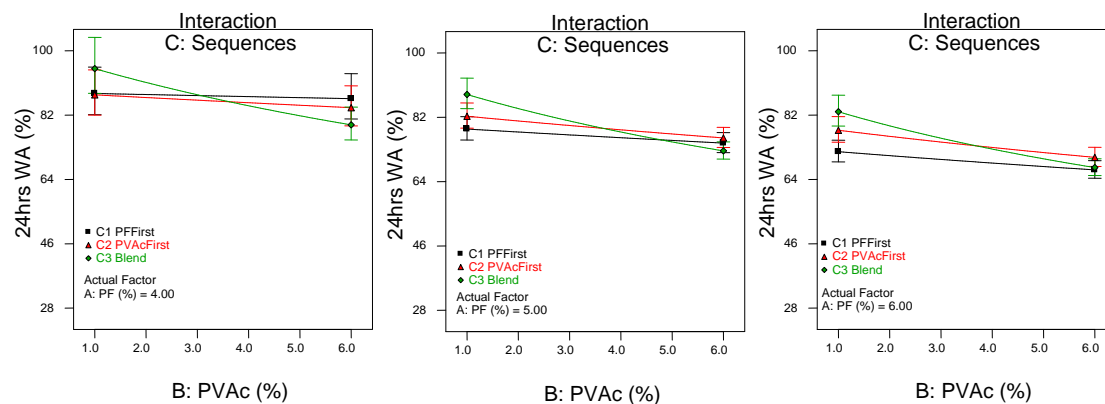 Interaction
C: Sequences
24hrs WA (%)
100
82
64
46
28
C1 PFFirst
C2 PVAcFirst
C3 Blend
Actual Factor
A: PF (%) = 4.00
1.0 2.0 3.0 4.0 5.0 6.0
B: PVAc (%)
Interaction
C: Sequences
24hrs WA (%)
100
82
64
46
28
C1 PFFirst
C2 PVAcFirst
C3 Blend
Actual Factor
A: PF (%) = 5.00
1.0 2.0 3.0 4.0 5.0 6.0
B: PVAc (%)
Interaction
C: Sequences
24hrs WA (%)
100
82
64
46
28
C1 PFFirst
C2 PVAcFirst
C3 Blend
Actual Factor
A: PF (%) = 6.00
1.0 2.0 3.0 4.0 5.0 6.0
B: PVAc (%)